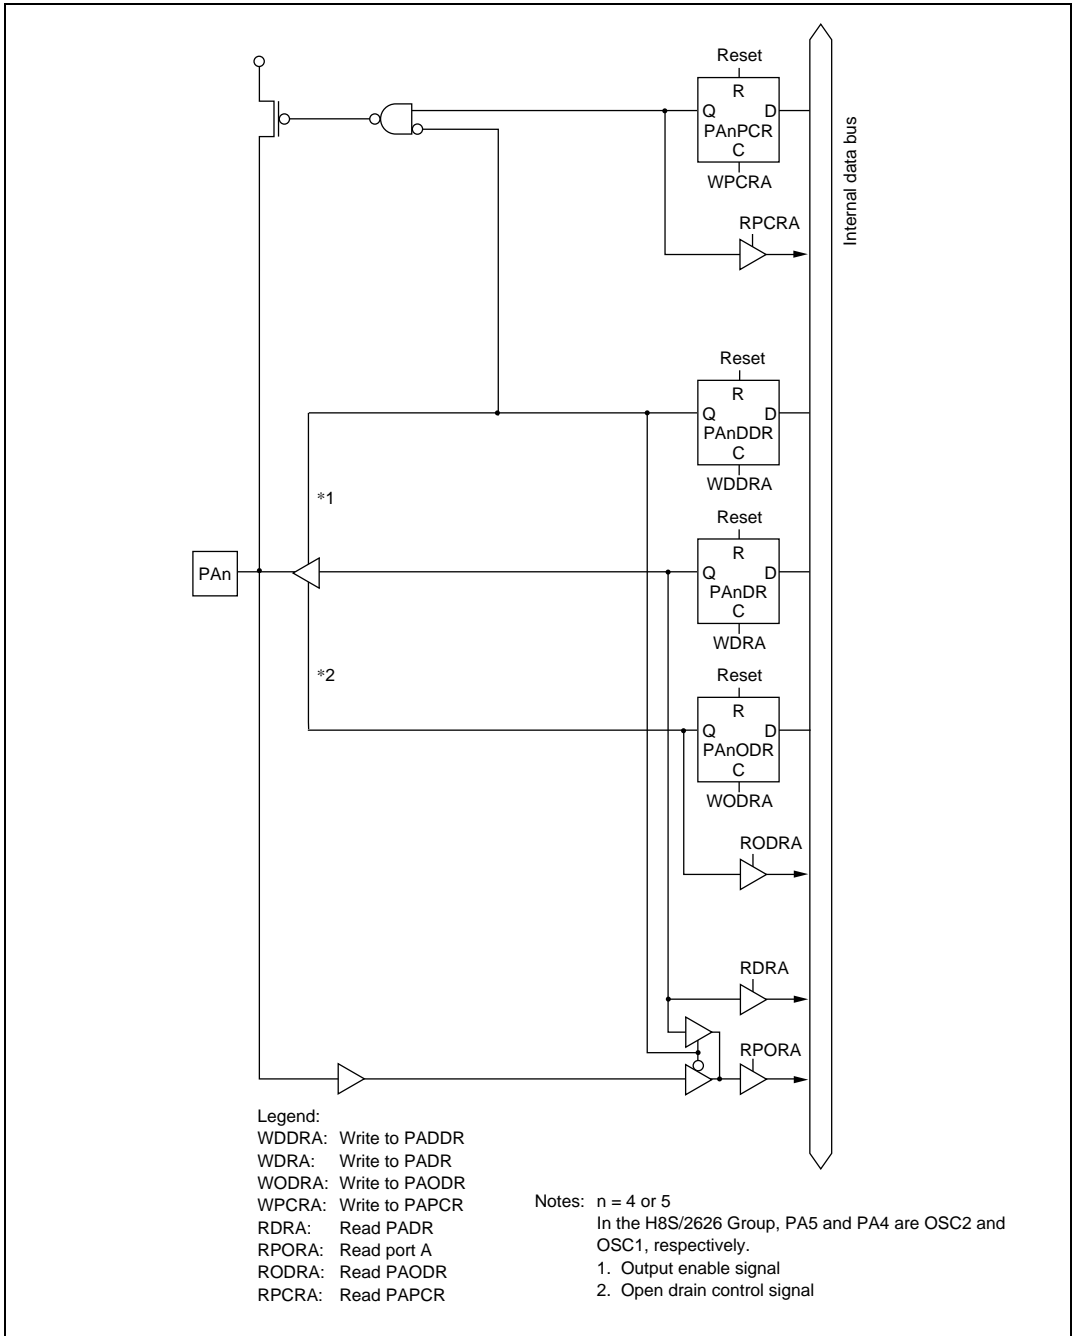 Reset
R
Q D
PAnPCR
C
WPCRA
Internal data bus
RPCRA
Reset
R
Q D
PAnDDR
C
WDDRA
*1
Reset
R
PAn
Q D
PAnDR
C
WDRA
*2
Reset
R
Q D
PAnODR
C
WODRA
RODRA
RDRA
RPORA
Legend:
WDDRA: Write to PADDR
WDRA: Write to PADR
WODRA: Write to PAODR
WPCRA: Write to PAPCR
RDRA: Read PADR
RPORA: Read port A
RODRA: Read PAODR
RPCRA: Read PAPCR
Notes: n = 4 or 5
In the H8S/2626 Group, PA5 and PA4 are OSC2 and
OSC1, respectively.
1. Output enable signal
2. Open drain control signal